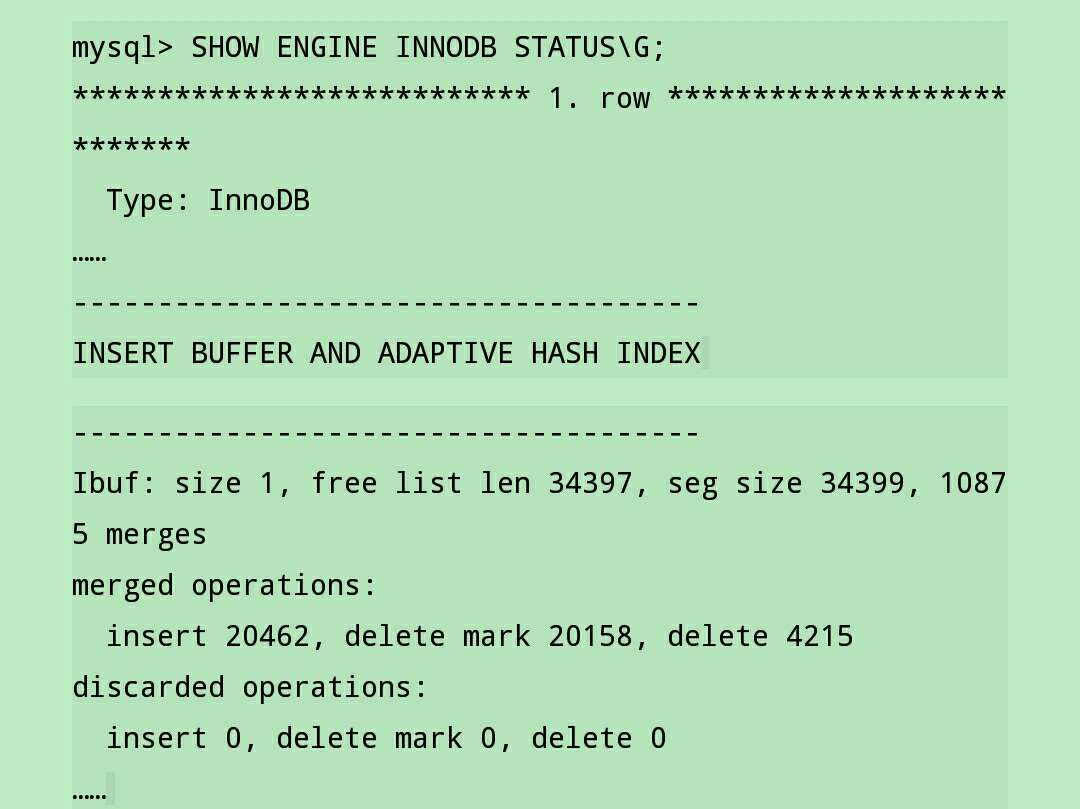 mysql> SHOW ENGINE INNODB STATUS\G;
*************************** 1. row ********************
*******
  Type: InnoDB
……
-------------------------------------
INSERT BUFFER AND ADAPTIVE HASH INDEX
-------------------------------------
Ibuf: size 1, free list len 34397, seg size 34399, 1087
5 merges
merged operations:
  insert 20462, delete mark 20158, delete 4215
discarded operations:
  insert 0, delete mark 0, delete 0
……